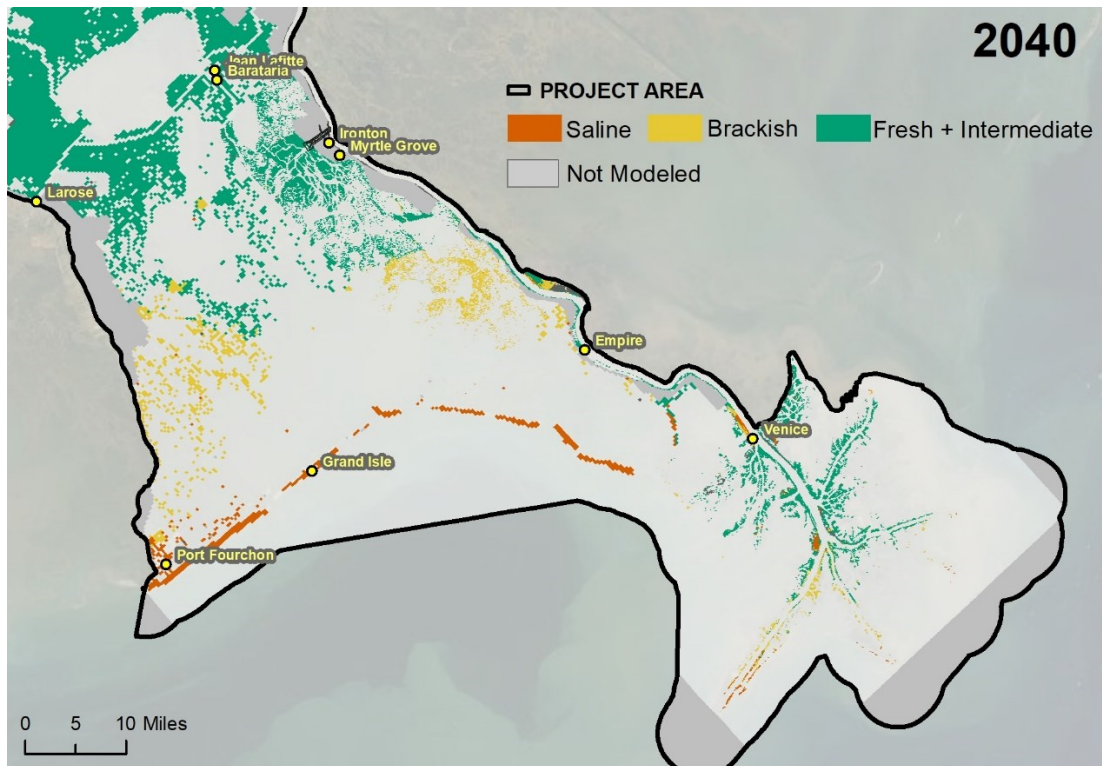 2040
PROJECT AREA
Saline
Brackish
Fresh + Intermediate
Not Modeled
Jean Lafitte
Barataria
Ironton
Myrtle Grove
Larose
Empire
Venice
Grand Isle
Port Fourchon
0 5 10 Miles